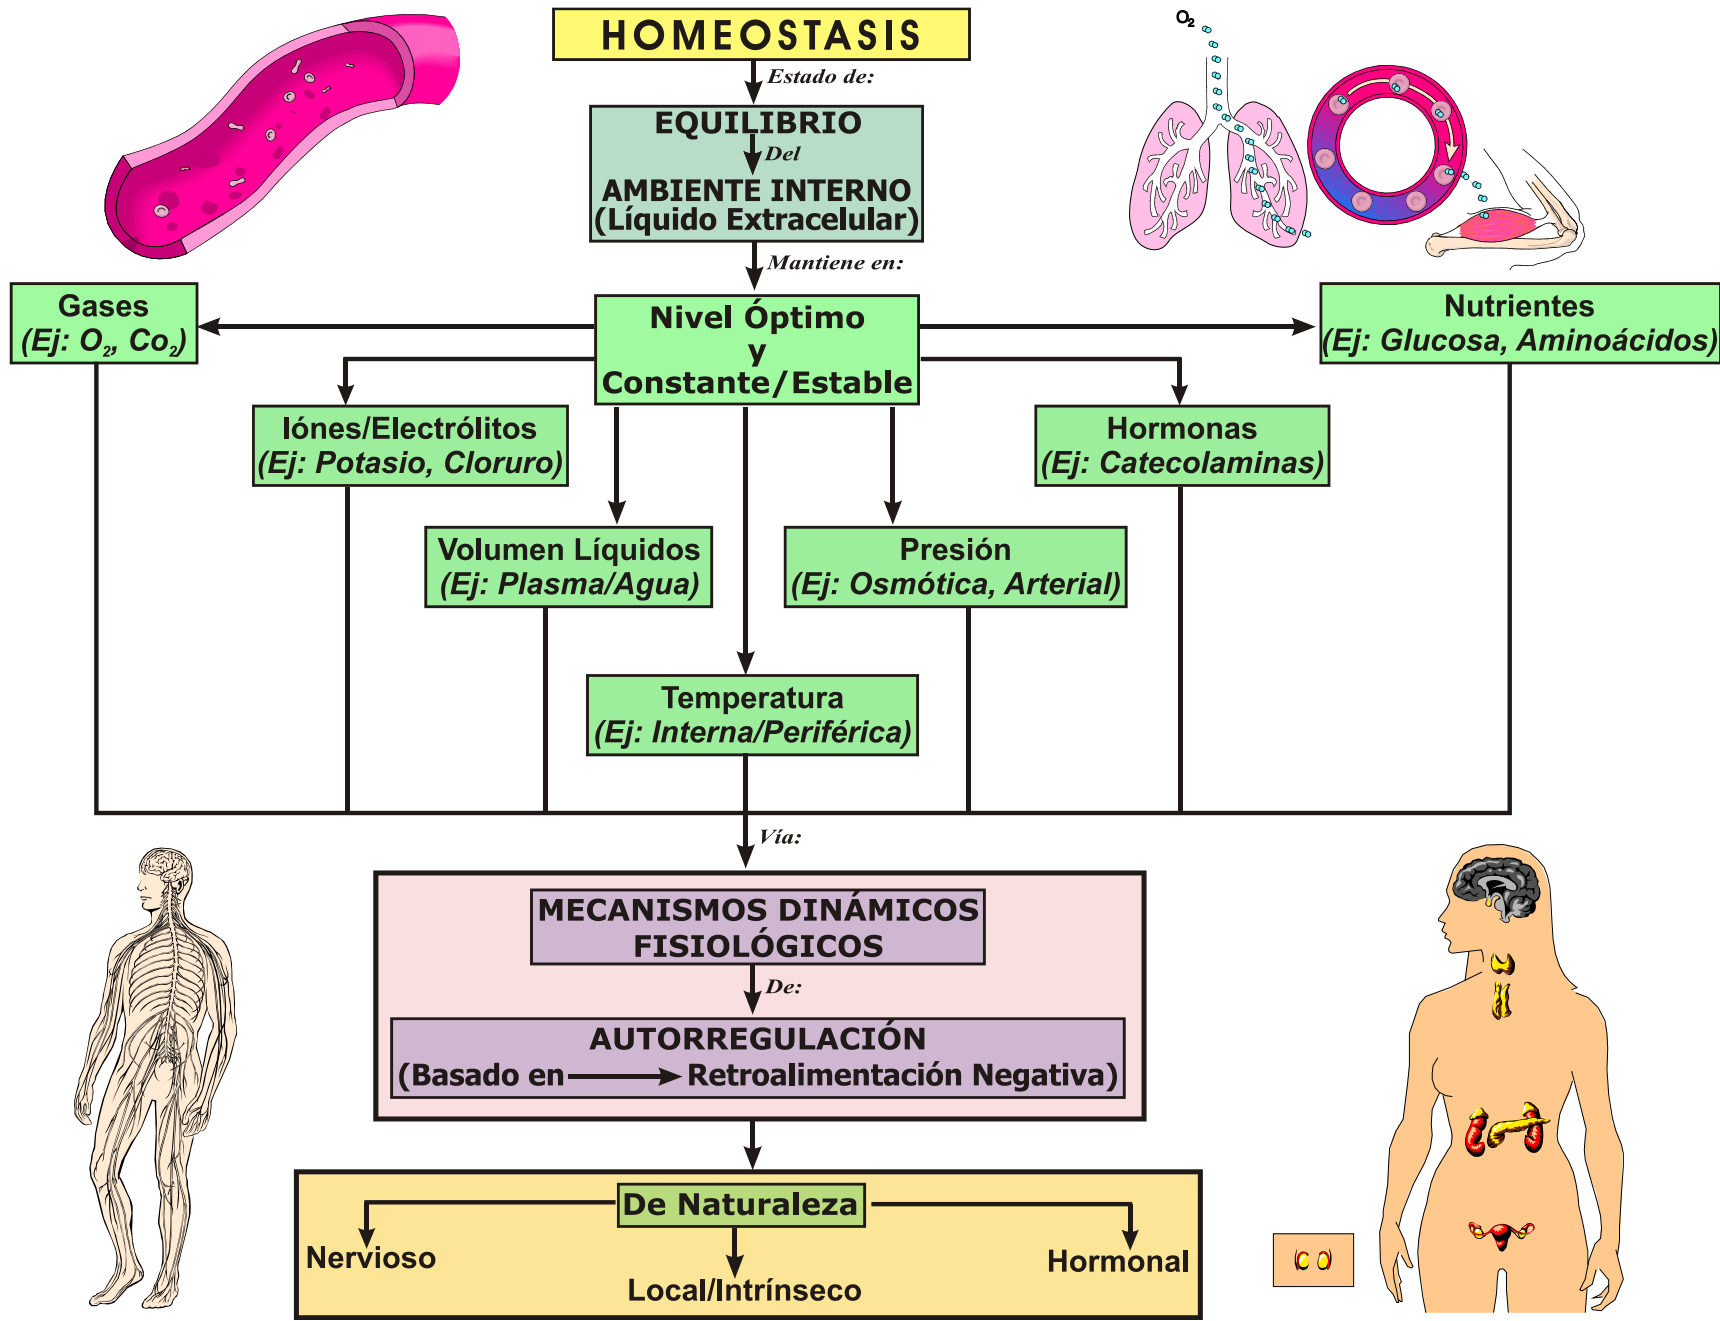 HOMEOSTASIS
O₂
Estado de:
EQUILIBRIO
Del
AMBIENTE INTERNO
(Líquido Extracelular)
Mantiene en:
Gases
(Ej: O₂, Co₂)
Nivel Óptimo
y
Constante/Estable
Nutrientes
(Ej: Glucosa, Aminoácidos)
Iónes/Electrólitos
(Ej: Potasio, Cloruro)
Hormonas
(Ej: Catecolaminas)
Volumen Líquidos
(Ej: Plasma/Agua)
Presión
(Ej: Osmótica, Arterial)
Temperatura
(Ej: Interna/Periférica)
Vía:
MECANISMOS DINÁMICOS
FISIOLÓGICOS
De:
AUTORREGULACIÓN
(Basado en Retroalimentación Negativa)
De Naturaleza
Nervioso
Local/Intrínseco
Hormonal